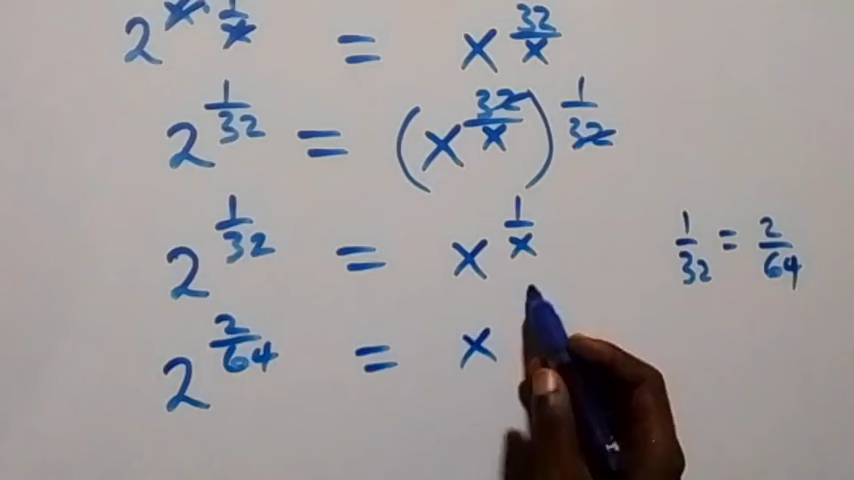 2^{x · 1/x} = x^{32/x}
2^{1/32} = (x^{32/x})^{1/32}
2^{1/32} = x^{1/x}
1/32 = 2/64
2^{2/64} = x